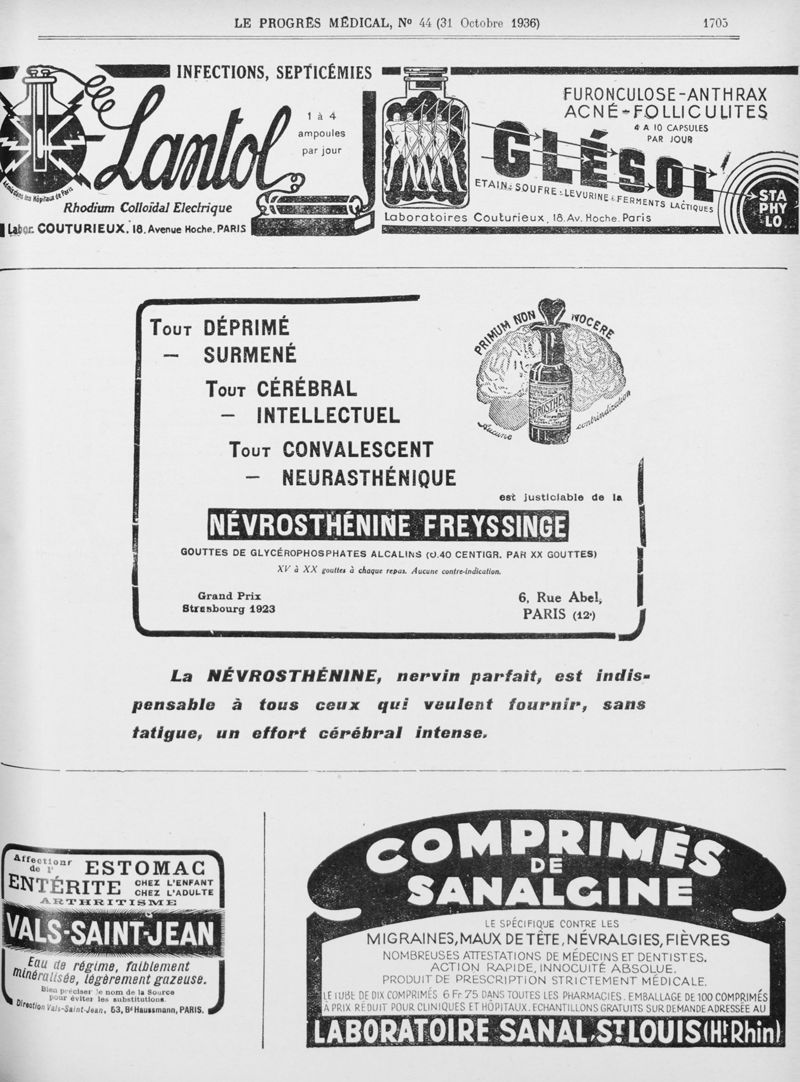 LE PROGRÈS MÉDICAL, Nº 44 (31 Octobre 1936) 1705
INFECTIONS, SEPTICÉMIES
Lantol
1 à 4
ampoules
par jour
Admis dans les Hôpitaux de Paris
Rhodium Colloïdal Electrique
Labor. COUTURIEUX, 18, Avenue Hoche, PARIS
FURONCULOSE-ANTHRAX
ACNÉ-FOLLICULITES
4 A 10 CAPSULES
PAR JOUR
GLÉSOL
ETAIN & SOUFRE & LEVURINE & FERMENTS LACTIQUES
STA
PHY
LO
Laboratoires Couturieux, 18. Av. Hoche. Paris
TOUT DÉPRIMÉ
— SURMENÉ
TOUT CÉRÉBRAL
— INTELLECTUEL
TOUT CONVALESCENT
— NEURASTHÉNIQUE
PRIMUM NON NOCERE
Aucune contrindication
est justiciable de la
NÉVROSTHÉNINE FREYSSINGE
GOUTTES DE GLYCÉROPHOSPHATES ALCALINS (0.40 CENTIGR. PAR XX GOUTTES)
XV à XX gouttes à chaque repas. Aucune contre-indication.
Grand Prix
Strasbourg 1923
6, Rue Abel,
PARIS (12e)
La NÉVROSTHÉNINE, nervin parfait, est indis-
pensable à tous ceux qui veulent fournir, sans
fatigue, un effort cérébral intense.
Affectionr
de l'
ESTOMAC
ENTÉRITE CHEZ L'ENFANT
CHEZ L'ADULTE
ARTHRITISME
VALS-SAINT-JEAN
Eau de régime, faiblement
minéralisée, légèrement gazeuse.
Bien préciser le nom de la Source
pour éviter les substitutions.
Direction Vals-Saint-Jean, 53, Bd Haussmann, PARIS.
COMPRIMÉS
DE
SANALGINE
LE SPÉCIFIQUE CONTRE LES
MIGRAINES, MAUX DE TÊTE, NÉVRALGIES, FIÈVRES
NOMBREUSES ATTESTATIONS DE MÉDECINS ET DENTISTES.
ACTION RAPIDE, INNOCUITÉ ABSOLUE.
PRODUIT DE PRESCRIPTION STRICTEMENT MÉDICALE.
LE TUBE DE DIX COMPRIMÉS 6 Fr 75 DANS TOUTES LES PHARMACIES. EMBALLAGE DE 100 COMPRIMÉS
À PRIX RÉDUIT POUR CLINIQUES ET HÔPITAUX. ECHANTILLONS GRATUITS SUR DEMANDE ADRESSÉE AU
LABORATOIRE SANAL, ST LOUIS (Ht Rhin)